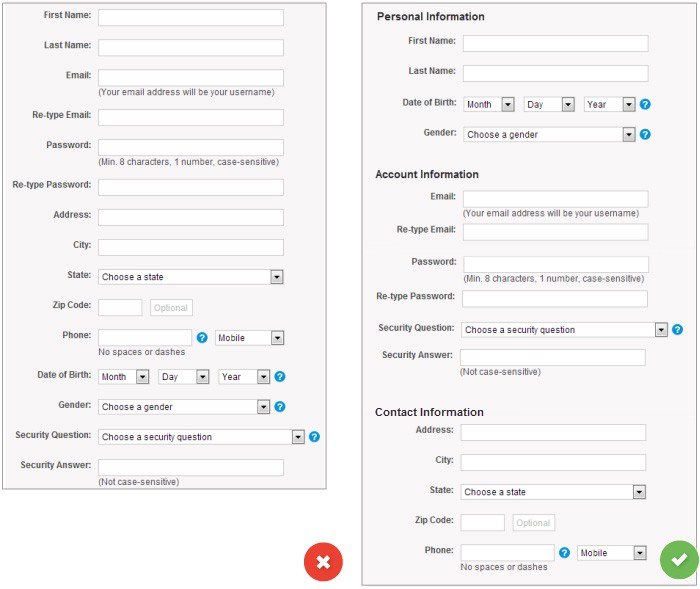 First Name:
Last Name:
Email:
(Your email address will be your username)
Re-type Email:
Password:
(Min. 8 characters, 1 number, case-sensitive)
Re-type Password:
Address:
City:
State: Choose a state
Zip Code: Optional
Phone: ? Mobile
No spaces or dashes
Date of Birth: Month Day Year ?
Gender: Choose a gender ?
Security Question: Choose a security question ?
Security Answer:
(Not case-sensitive)
Personal Information
First Name:
Last Name:
Date of Birth: Month Day Year ?
Gender: Choose a gender ?
Account Information
Email:
(Your email address will be your username)
Re-type Email:
Password:
(Min. 8 characters, 1 number, case-sensitive)
Re-type Password:
Security Question: Choose a security question ?
Security Answer:
(Not case-sensitive)
Contact Information
Address:
City:
State: Choose a state
Zip Code: Optional
Phone: ? Mobile
No spaces or dashes